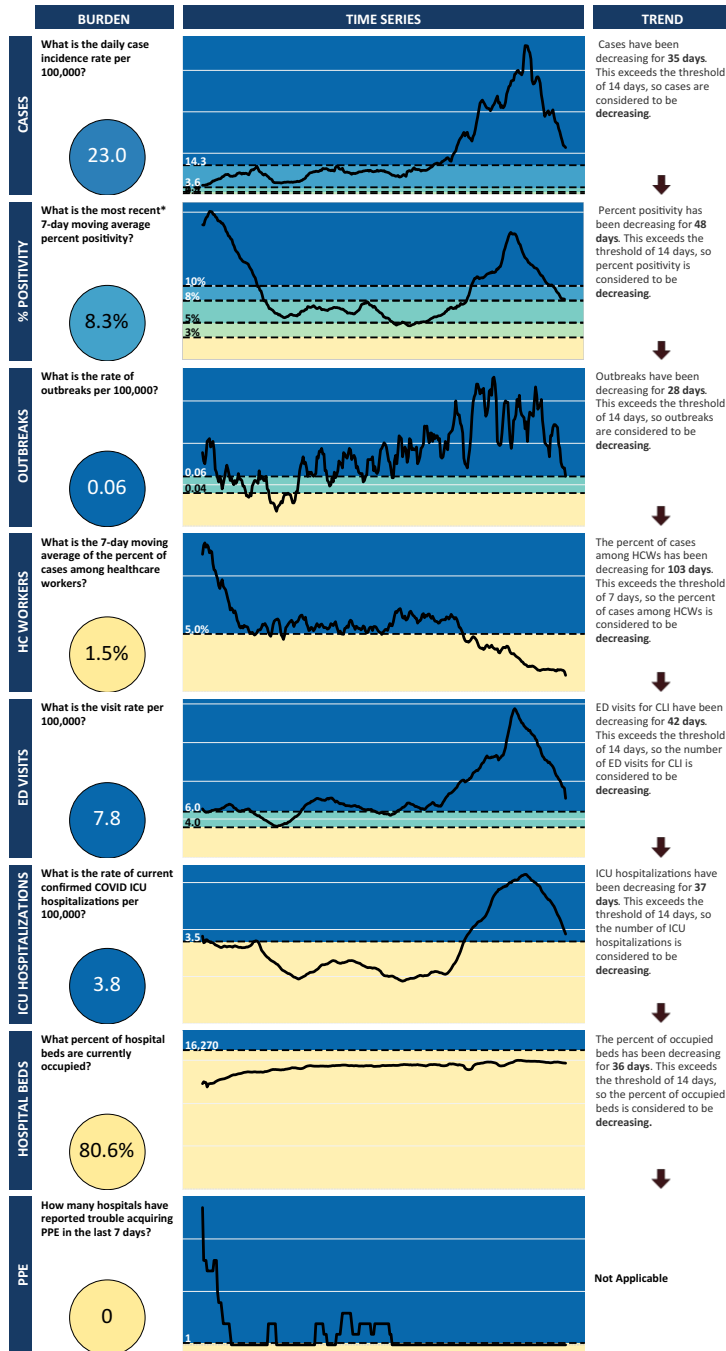 BURDEN
TIME SERIES
TREND
CASES
What is the daily case
incidence rate per
100,000?
23.0
14.3
3.6
Cases have been
decreasing for 35 days.
This exceeds the threshold
of 14 days, so cases are
considered to be
decreasing.
% POSITIVITY
What is the most recent*
7-day moving average
percent positivity?
8.3%
10%
8%
5%
3%
Percent positivity has
been decreasing for 48
days. This exceeds the
threshold of 14 days, so
percent positivity is
considered to be
decreasing.
OUTBREAKS
What is the rate of
outbreaks per 100,000?
0.06
0.06
0.04
Outbreaks have been
decreasing for 28 days.
This exceeds the threshold
of 14 days, so outbreaks
are considered to be
decreasing.
HC WORKERS
What is the 7-day moving
average of the percent of
cases among healthcare
workers?
1.5%
5.0%
The percent of cases
among HCWs has been
decreasing for 103 days.
This exceeds the threshold
of 7 days, so the percent
of cases among HCWs is
considered to be
decreasing.
ED VISITS
What is the visit rate per
100,000?
7.8
6.0
4.0
ED visits for CLI have been
decreasing for 42 days.
This exceeds the threshold
of 14 days, so the number
of ED visits for CLI is
considered to be
decreasing.
ICU HOSPITALIZATIONS
What is the rate of current
confirmed COVID ICU
hospitalizations per
100,000?
3.8
3.5
ICU hospitalizations have
been decreasing for 37
days. This exceeds the
threshold of 14 days, so
the number of ICU
hospitalizations is
considered to be
decreasing.
HOSPITAL BEDS
What percent of hospital
beds are currently
occupied?
80.6%
16,270
The percent of occupied
beds has been decreasing
for 36 days. This exceeds
the threshold of 14 days,
so the percent of occupied
beds is considered to be
decreasing.
PPE
How many hospitals have
reported trouble acquiring
PPE in the last 7 days?
0
1
Not Applicable